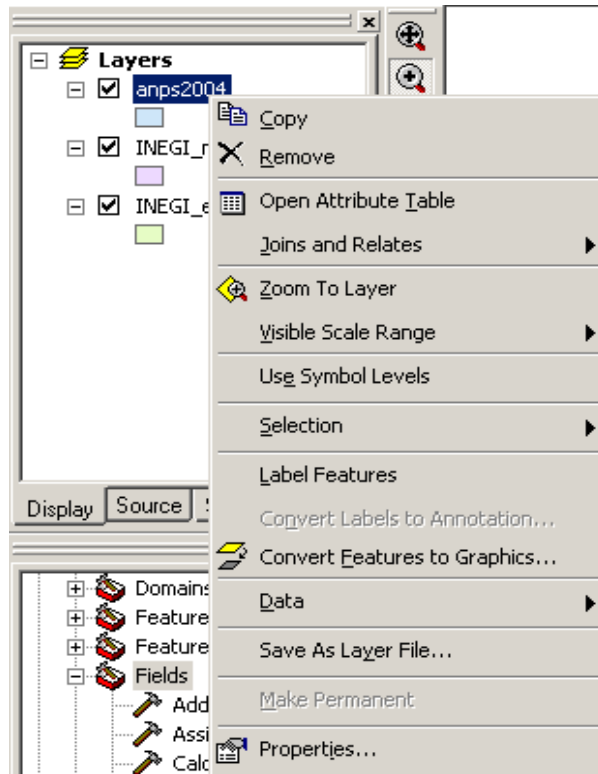 Layers
anps2004
INEGI_
INEGI_e
Display
Source
Copy
Remove
Open Attribute Table
Joins and Relates
Zoom To Layer
Visible Scale Range
Use Symbol Levels
Selection
Label Features
Convert Labels to Annotation...
Convert Features to Graphics...
Data
Save As Layer File...
Make Permanent
Properties...
Domains
Feature
Feature
Fields
Add
Assi
Calc